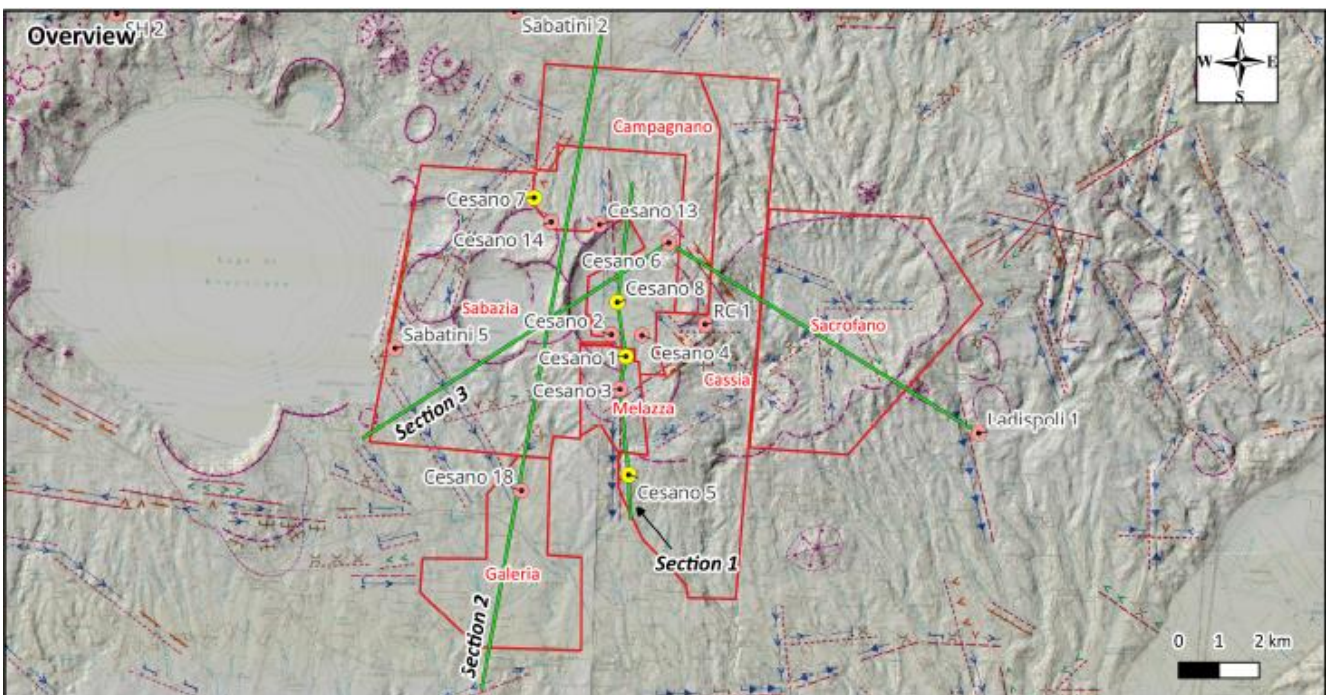 Overview
SH 2
Sabatini 2
N
W E
S
Campagnano
Cesano 7
Cesano 13
Cesano 14
Cesano 6
Cesano 8
Sabazia
Cesano 2
RC 1
Sacrofano
Sabatini 5
Cesano 4
Cesano 1
Cassia
Cesano 3
Melazza
Section 3
Ladispoli 1
Cesano 18
Cesano 5
Section 1
Galeria
Section 2
0 1 2 km